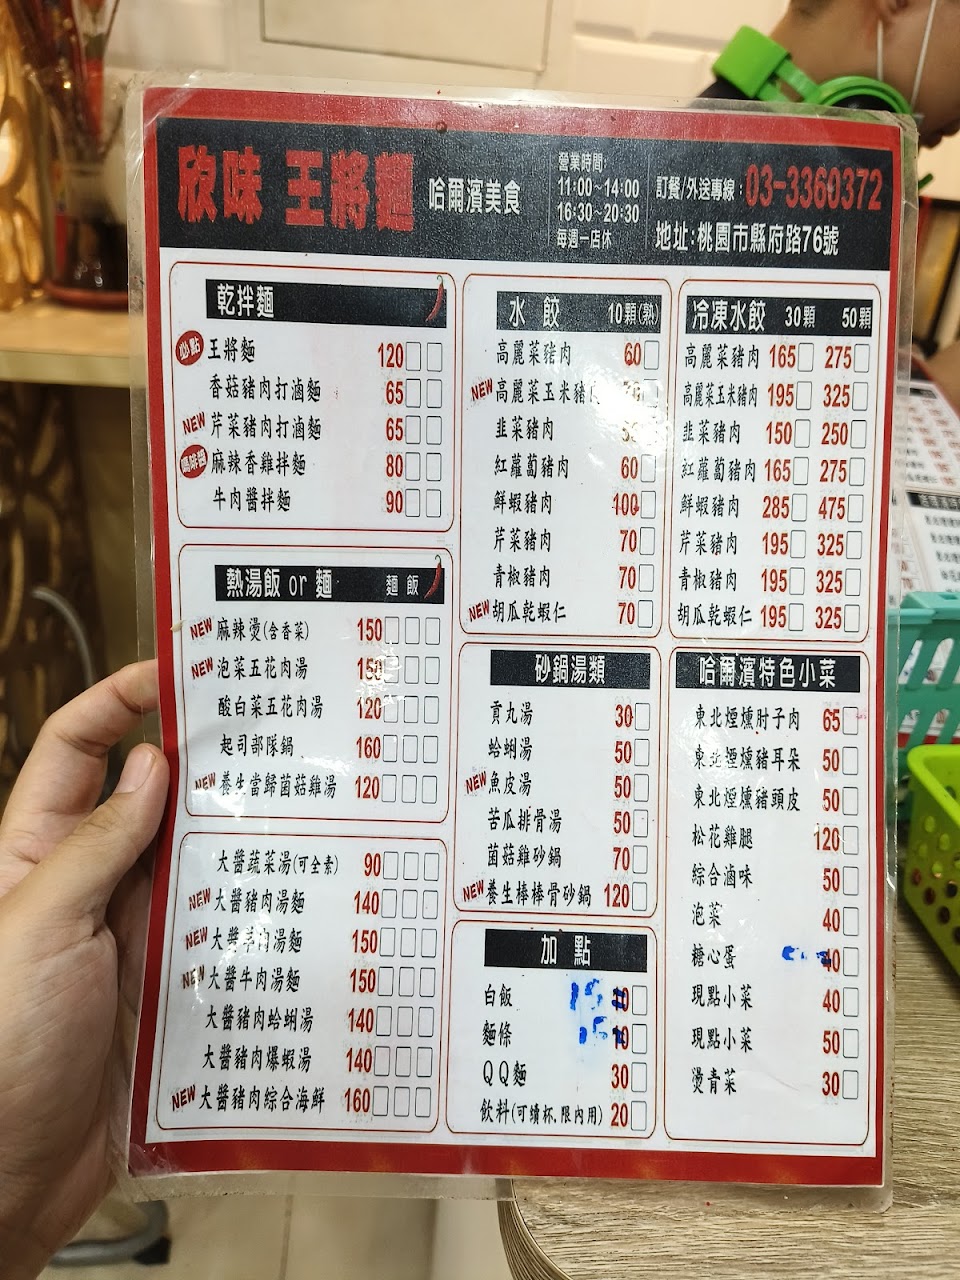 欣味 王將麵 哈爾濱美食
營業時間:
11:00~14:00
16:30~20:30
每週一店休
訂餐/外送專線: 03-3360372
地址:桃園市縣府路76號
乾拌麵
必點 王將麵 120
香菇豬肉打滷麵 65
NEW 芹菜豬肉打滷麵 65
麻辣香雞拌麵 80
牛肉醬拌麵 90
熱湯飯 or 麵 麵 飯
NEW 麻辣燙(含香菜) 150
NEW 泡菜五花肉湯 150
酸白菜五花肉湯 120
起司部隊鍋 160
NEW 養生當歸菌菇雞湯 120
大醬蔬菜湯(可全素) 90
NEW 大醬豬肉湯麵 140
NEW 大醬羊肉湯麵 150
NEW 大醬牛肉湯麵 150
大醬豬肉蛤蜊湯 140
大醬豬肉爆蝦湯 140
NEW 大醬豬肉綜合海鮮 160
水餃 10顆(熟)
高麗菜豬肉 60
NEW 高麗菜玉米豬肉
韭菜豬肉
紅蘿蔔豬肉 60
鮮蝦豬肉 100
芹菜豬肉 70
青椒豬肉 70
NEW 胡瓜乾蝦仁 70
砂鍋湯類
貢丸湯 30
蛤蜊湯 50
NEW 魚皮湯 50
苦瓜排骨湯 50
菌菇雞砂鍋 70
NEW 養生棒棒骨砂鍋 120
加 點
白飯 15 10
麵條 15 10
QQ麵 30
飲料(可續杯.限內用) 20
冷凍水餃 30顆 50顆
高麗菜豬肉 165 275
高麗菜玉米豬肉 195 325
韭菜豬肉 150 250
紅蘿蔔豬肉 165 275
鮮蝦豬肉 285 475
芹菜豬肉 195 325
青椒豬肉 195 325
胡瓜乾蝦仁 195 325
哈爾濱特色小菜
東北煙燻肘子肉 65
東北煙燻豬耳朵 50
東北煙燻豬頭皮 50
松花雞腿 120
綜合滷味 50
泡菜 40
糖心蛋 40
現點小菜 40
現點小菜 50
燙青菜 30